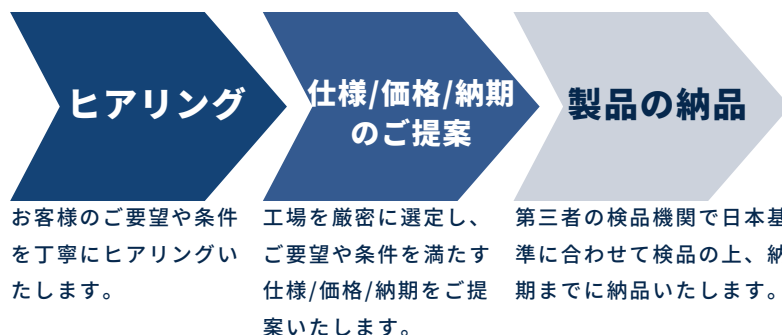 ヒアリング
仕様/価格/納期
のご提案
製品の納品
お客様のご要望や条件
を丁寧にヒアリングい
たします。
工場を厳密に選定し、
ご要望や条件を満たす
仕様/価格/納期をご提
案いたします。
第三者の検品機関で日本基
準に合わせて検品の上、納
期までに納品いたします。